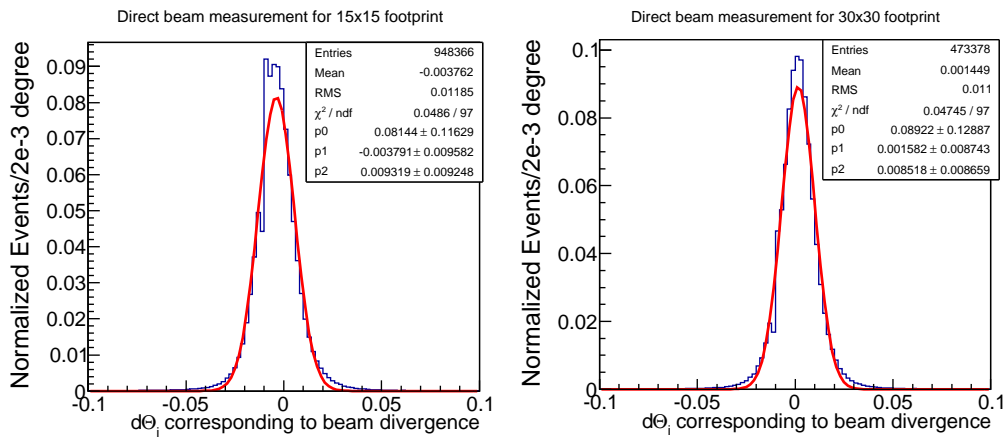 Direct beam measurement for 15x15 footprint
Normalized Events/2e-3 degree
0.09
0.08
0.07
0.06
0.05
0.04
0.03
0.02
0.01
0
-0.1
-0.05
0
0.05
0.1
dΘi corresponding to beam divergence
Entries 948366
Mean -0.003762
RMS 0.01185
χ² / ndf 0.0486 / 97
p0 0.08144 ± 0.11629
p1 -0.003791 ± 0.009582
p2 0.009319 ± 0.009248
Direct beam measurement for 30x30 footprint
Normalized Events/2e-3 degree
0.1
0.08
0.06
0.04
0.02
0
-0.1
-0.05
0
0.05
0.1
dΘi corresponding to beam divergence
Entries 473378
Mean 0.001449
RMS 0.011
χ² / ndf 0.04745 / 97
p0 0.08922 ± 0.12887
p1 0.001582 ± 0.008743
p2 0.008518 ± 0.008659